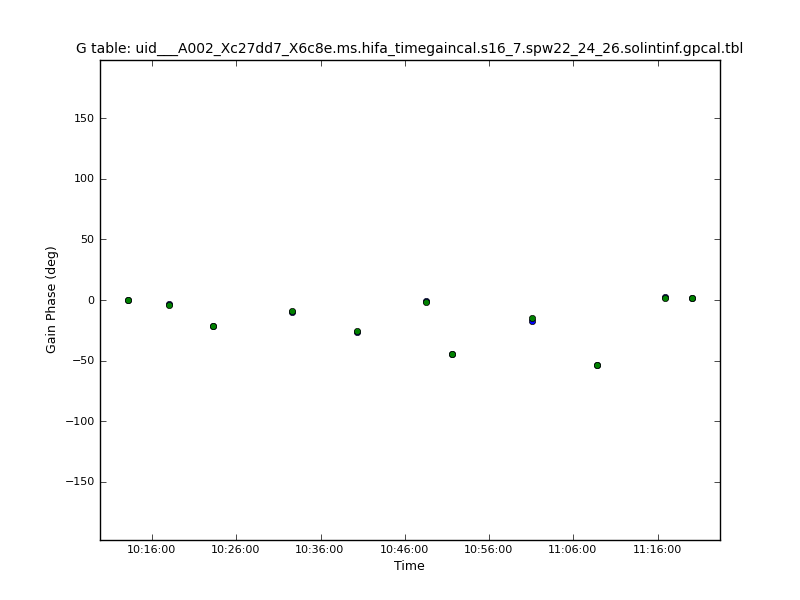 G table: uid___A002_Xc27dd7_X6c8e.ms.hifa_timegaincal.s16_7.spw22_24_26.solintinf.gpcal.tbl
150
100
50
0
−50
−100
−150
Gain Phase (deg)
10:16:00 10:26:00 10:36:00 10:46:00 10:56:00 11:06:00 11:16:00
Time